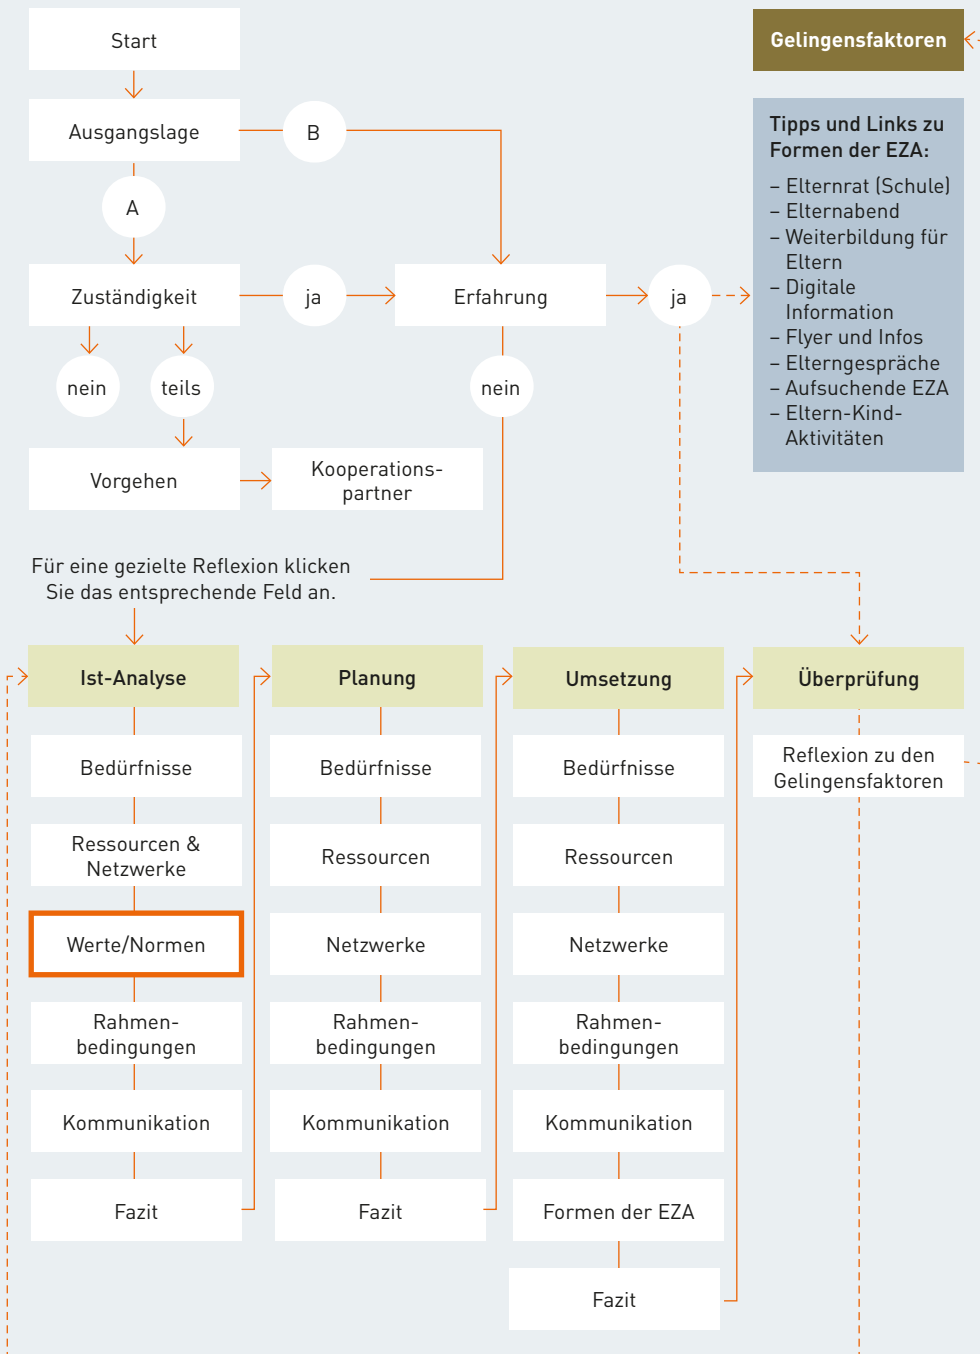 Start
Gelingensfaktoren
Ausgangslage
B
A
Tipps und Links zu
Formen der EZA:
– Elternrat (Schule)
– Elternabend
– Weiterbildung für
Eltern
– Digitale
Information
– Flyer und Infos
– Elterngespräche
– Aufsuchende EZA
– Eltern-Kind-
Aktivitäten
Zuständigkeit
ja
Erfahrung
ja
nein
teils
nein
Vorgehen
Kooperations-
partner
Für eine gezielte Reflexion klicken
Sie das entsprechende Feld an.
Ist-Analyse
Bedürfnisse
Ressourcen &
Netzwerke
Werte/Normen
Rahmen-
bedingungen
Kommunikation
Fazit
Planung
Bedürfnisse
Ressourcen
Netzwerke
Rahmen-
bedingungen
Kommunikation
Fazit
Umsetzung
Bedürfnisse
Ressourcen
Netzwerke
Rahmen-
bedingungen
Kommunikation
Formen der EZA
Fazit
Überprüfung
Reflexion zu den
Gelingensfaktoren